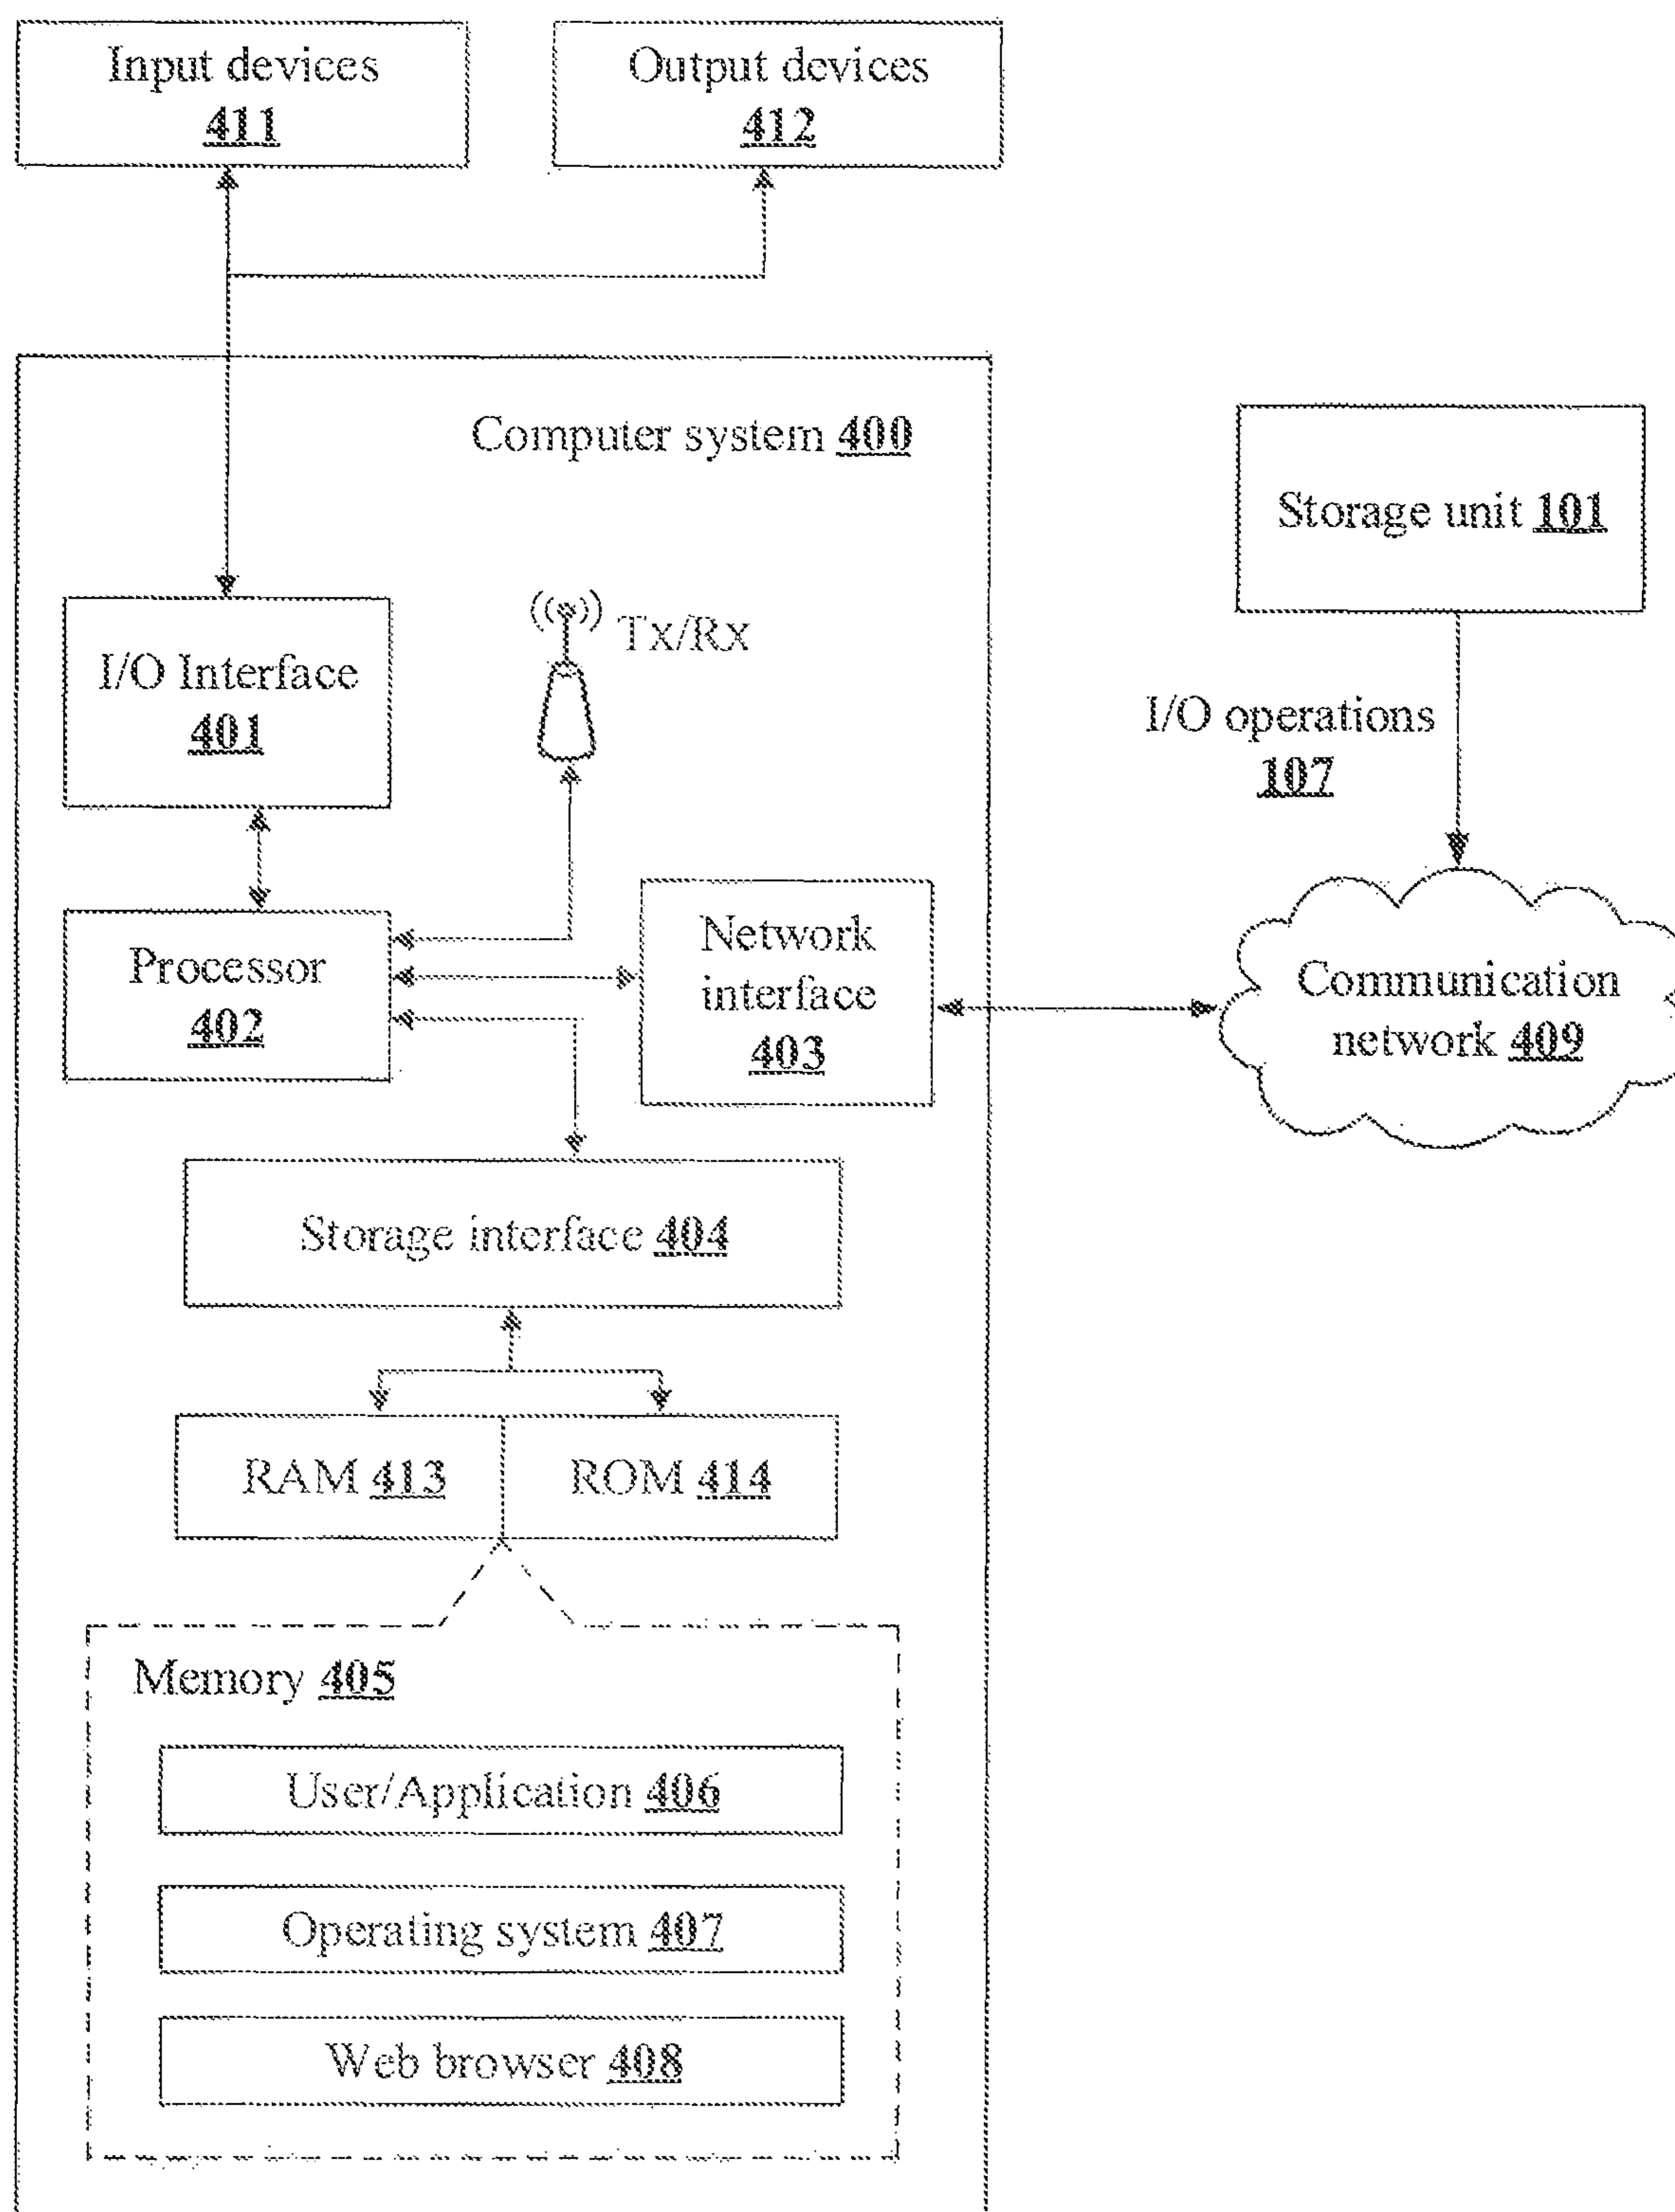 Input devices
411
Output devices
412
Computer system 400
Storage unit 101
I/O Interface
401
Tx/Rx
I/O operations
107
Processor
402
Network
interface
403
Communication
network 409
Storage interface 404
RAM 413
ROM 414
Memory 405
User/Application 406
Operating system 407
Web browser 408